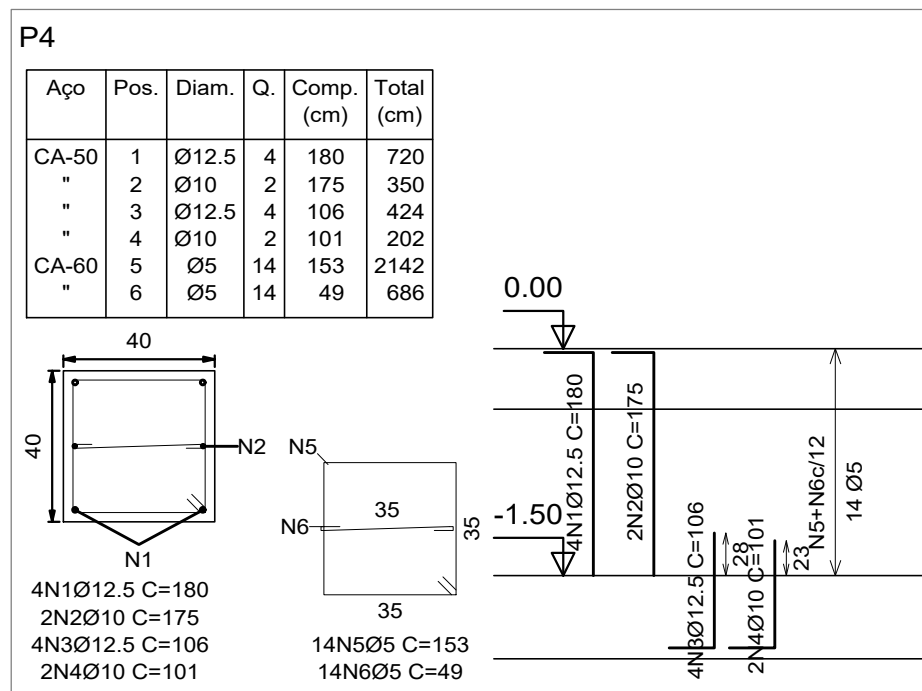 P4
Aço Pos. Diam. Q. Comp. (cm) Total (cm)
CA-50 1 Ø12.5 4 180 720
" 2 Ø10 2 175 350
" 3 Ø12.5 4 106 424
" 4 Ø10 2 101 202
CA-60 5 Ø5 14 153 2142
" 6 Ø5 14 49 686
40
40
N2
N1
4N1Ø12.5 C=180
2N2Ø10 C=175
4N3Ø12.5 C=106
2N4Ø10 C=101
N5
N6
35
35
35
14N5Ø5 C=153
14N6Ø5 C=49
0.00
-1.50
4N1Ø12.5 C=180
2N2Ø10 C=175
4N3Ø12.5 C=106
28
2N4Ø10 C=101
23
N5+N6c/12
14 Ø5